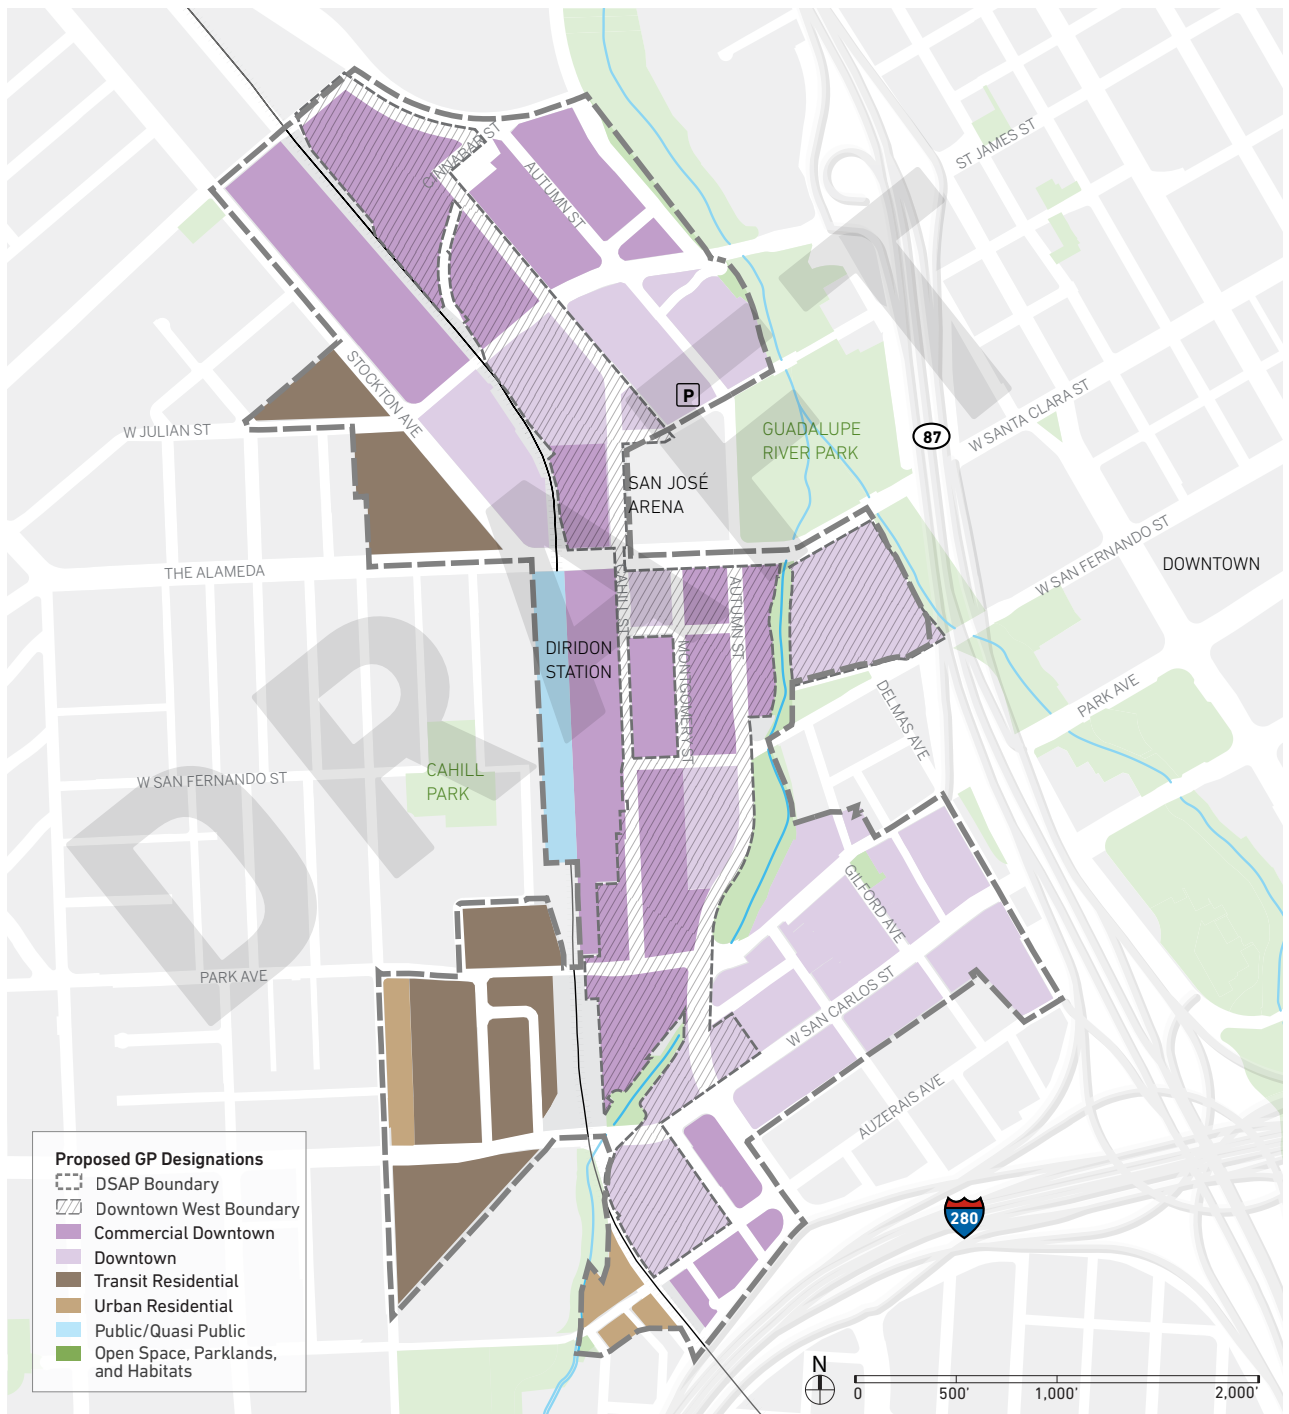 ST JAMES ST
CINNABAR ST
AUTUMN ST
STOCKTON AVE
P
W JULIAN ST
GUADALUPE
RIVER PARK
87
W SANTA CLARA ST
SAN JOSÉ
ARENA
THE ALAMEDA
W SAN FERNANDO ST
DOWNTOWN
CAHILL ST
AUTUMN ST
MONTGOMERY ST
DIRIDON
STATION
DELMAS AVE
PARK AVE
W SAN FERNANDO ST
CAHILL
PARK
GILFORD AVE
PARK AVE
W SAN CARLOS ST
AUZERAIS AVE
280
DRAFT
Proposed GP Designations
DSAP Boundary
Downtown West Boundary
Commercial Downtown
Downtown
Transit Residential
Urban Residential
Public/Quasi Public
Open Space, Parklands,
and Habitats
N
0 500' 1,000' 2,000'